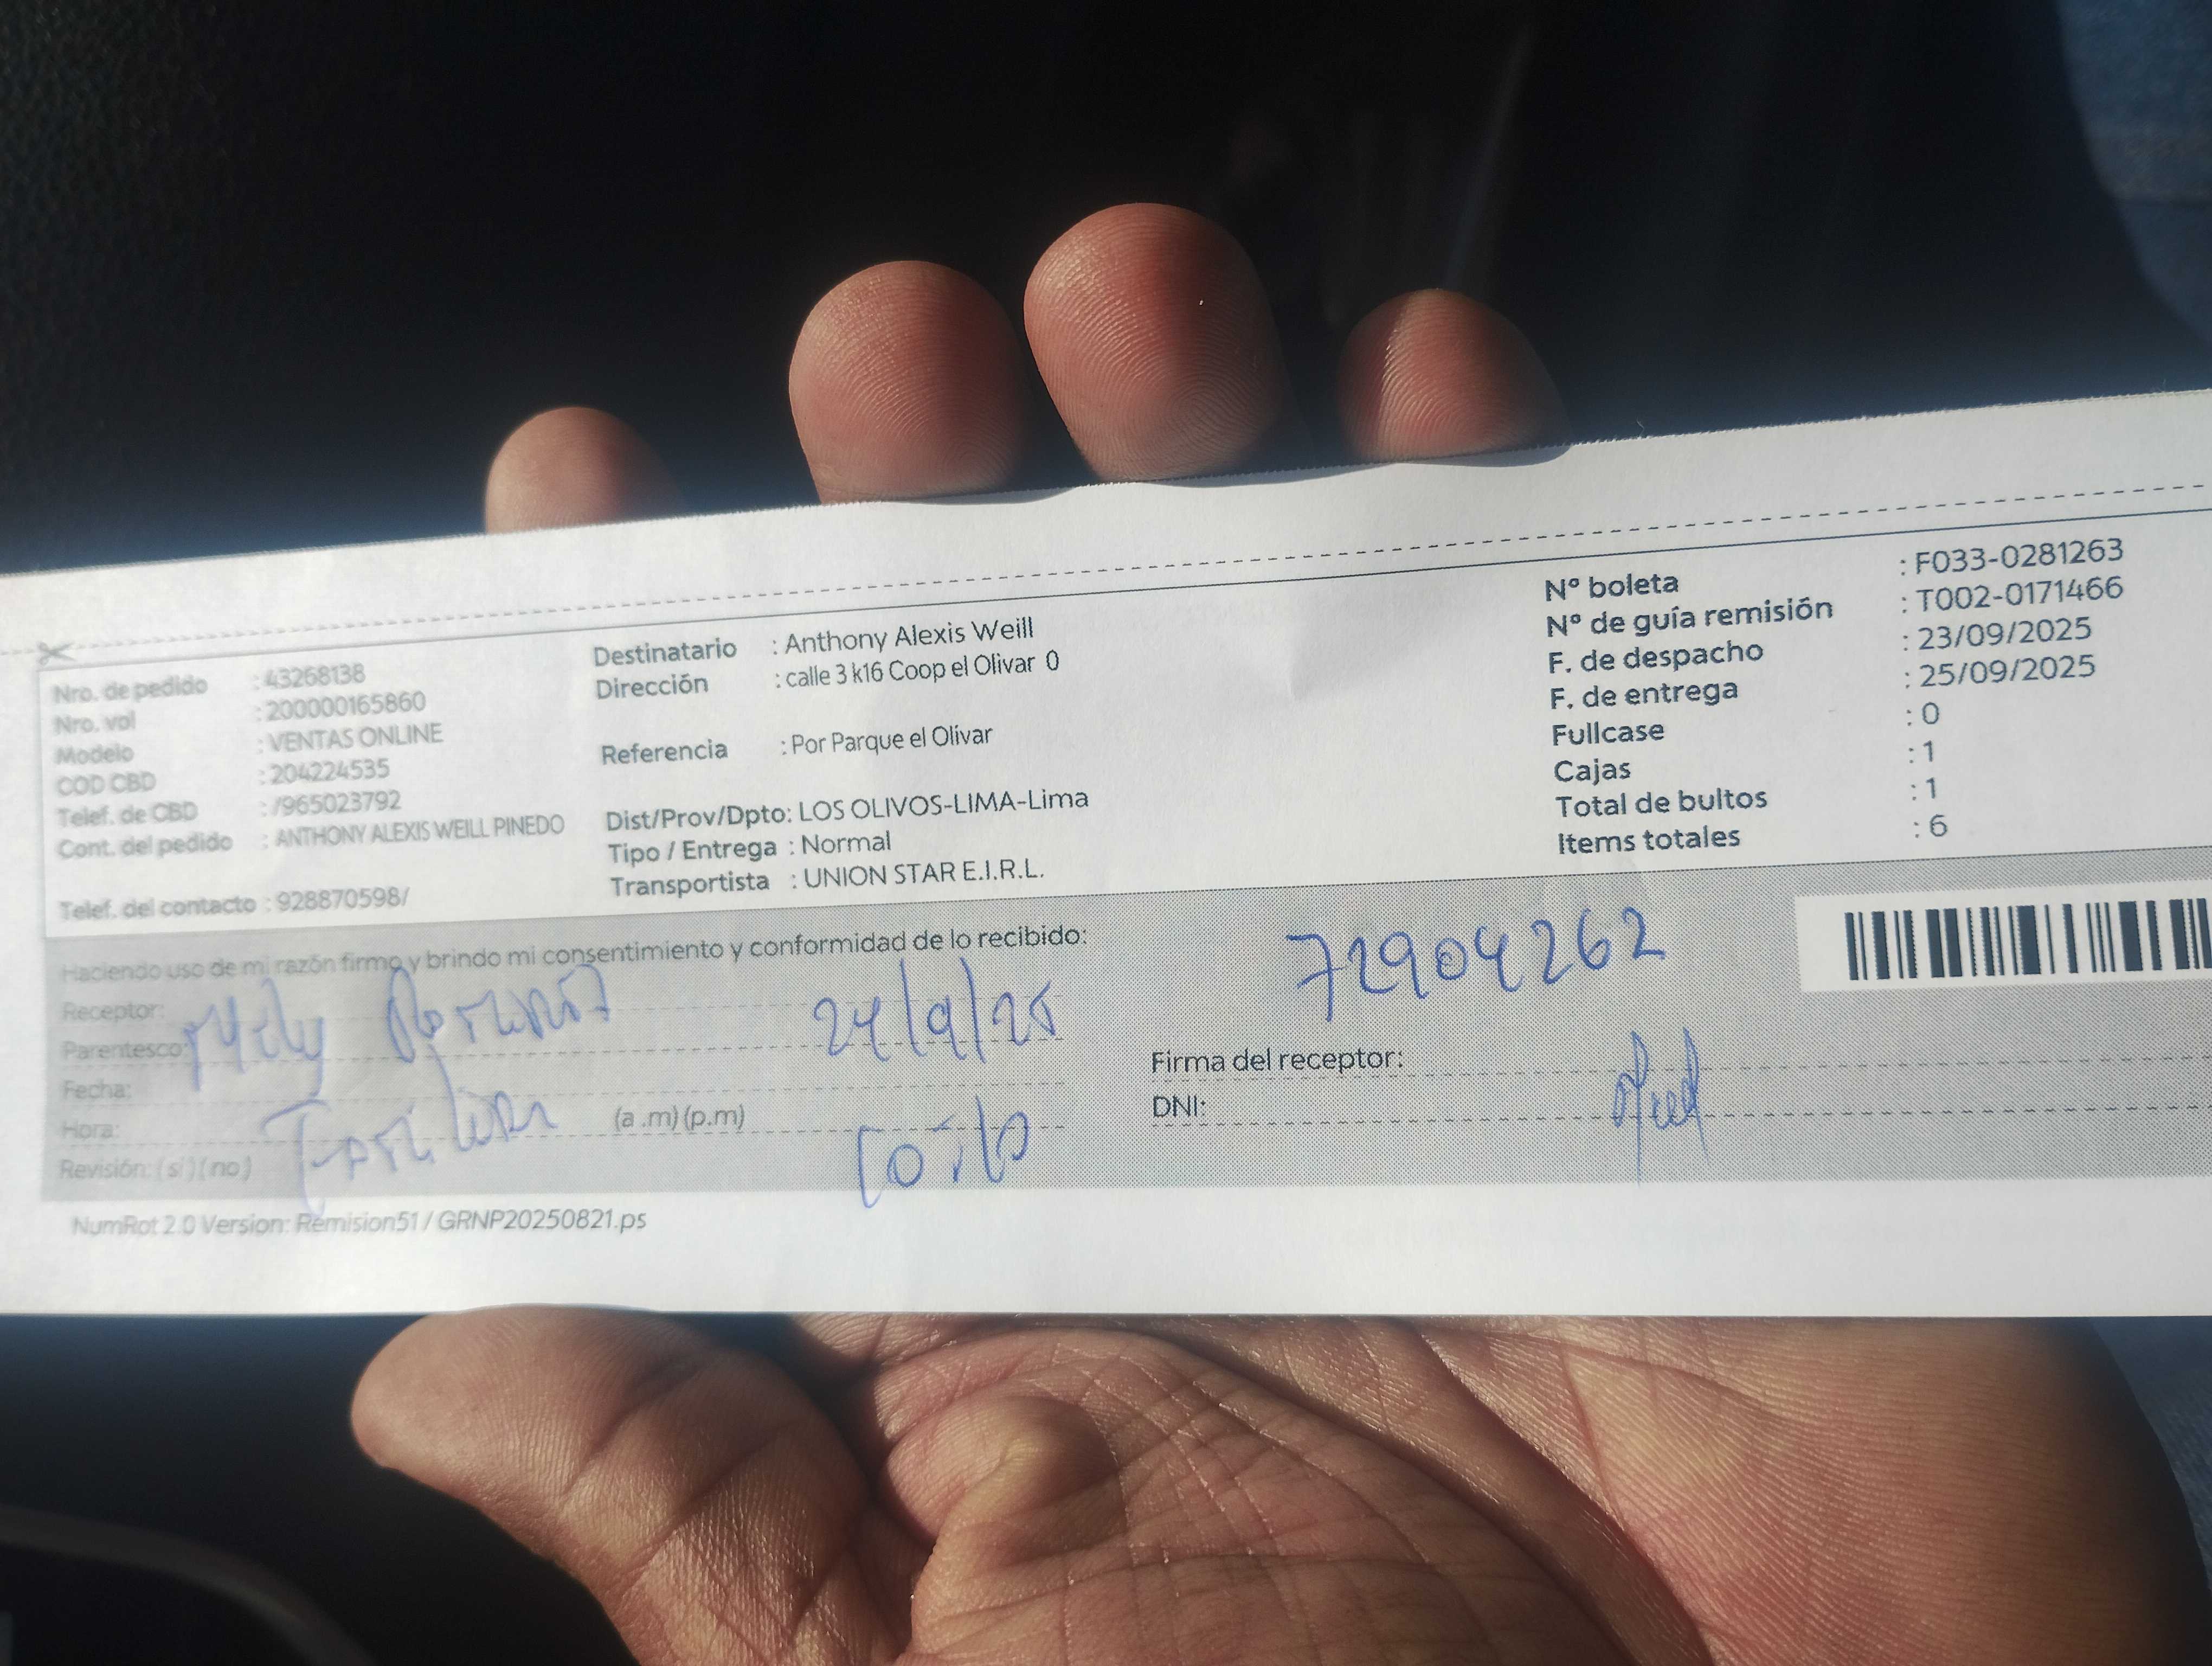 Nro. de pedido : 43268138
Nro. vol : 200000165860
Modelo : VENTAS ONLINE
COD CBD : 204224535
Telef. de CBD : /965023792
Cont. del pedido : ANTHONY ALEXIS WEILL PINEDO
Telef. del contacto : 928870598/
Destinatario : Anthony Alexis Weill
Dirección : calle 3 k16 Coop el Olivar 0
Referencia : Por Parque el Olívar
Dist/Prov/Dpto: LOS OLIVOS-LIMA-Lima
Tipo / Entrega : Normal
Transportista : UNION STAR E.I.R.L.
Nº boleta : F033-0281263
Nº de guía remisión : T002-0171466
F. de despacho : 23/09/2025
F. de entrega : 25/09/2025
Fullcase : 0
Cajas : 1
Total de bultos : 1
Items totales : 6
Haciendo uso de mi razón firmo y brindo mi consentimiento y conformidad de lo recibido:
Receptor:
Parentesco:
Fecha: 24/9/25
Hora: (a .m) (p.m)
Revisión: (si) (no)
72904262
Firma del receptor:
DNI:
NumRot 2.0 Version: Remision51 / GRNP20250821.ps